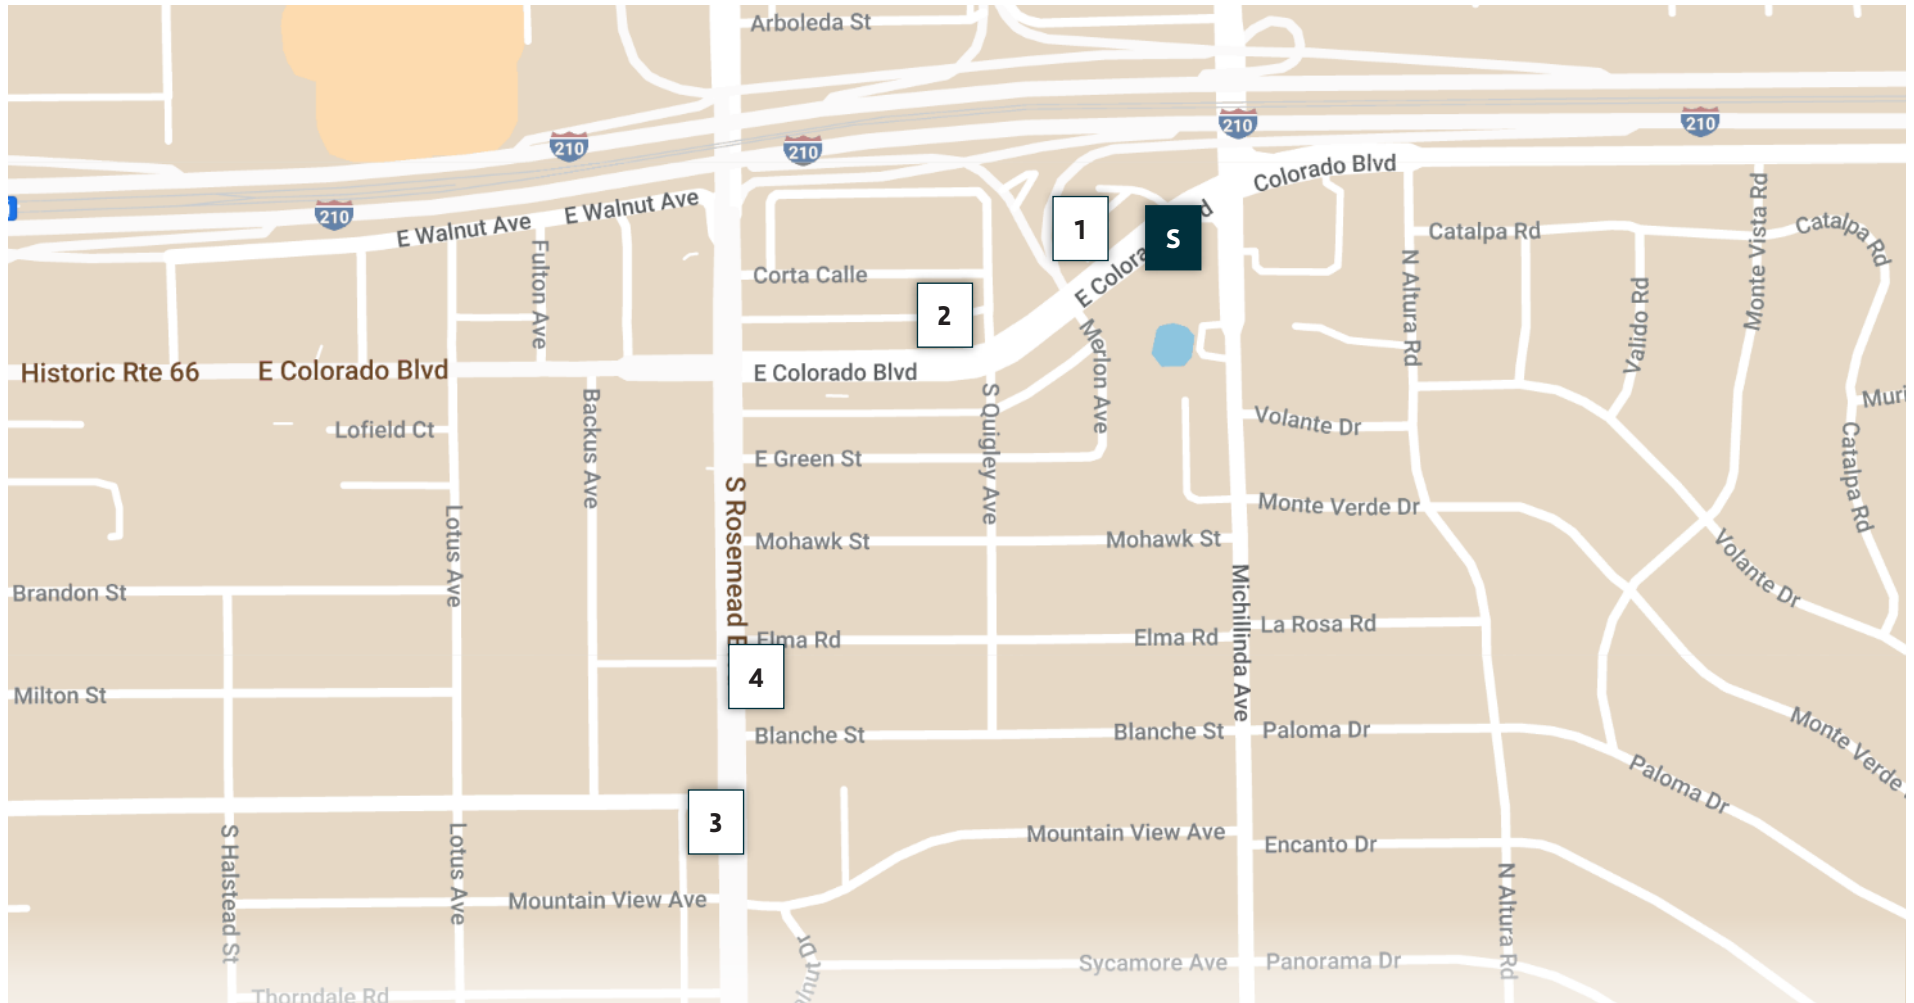 Arboleda St
210
210
210
210
210
Colorado Blvd
E Walnut Ave
E Walnut Ave
1
S
E Colora
d
Catalpa Rd
Catalpa Rd
Monte Vista Rd
Fulton Ave
Corta Calle
N Altura Rd
Valido Rd
2
Merlon Ave
Historic Rte 66
E Colorado Blvd
E Colorado Blvd
Backus Ave
S Quigley Ave
Muri
Lofield Ct
Volante Dr
Catalpa Rd
E Green St
S Rosemead B
Lotus Ave
Monte Verde Dr
Mohawk St
Mohawk St
Volante Dr
Michillinda Ave
Brandon St
La Rosa Rd
Elma Rd
Elma Rd
4
Milton St
Blanche St
Blanche St
Paloma Dr
Monte Verde
Paloma Dr
3
S Halstead St
Lotus Ave
Mountain View Ave
Encanto Dr
N Altura Rd
Mountain View Ave
Sycamore Ave
Panorama Dr
Thorndale Rd